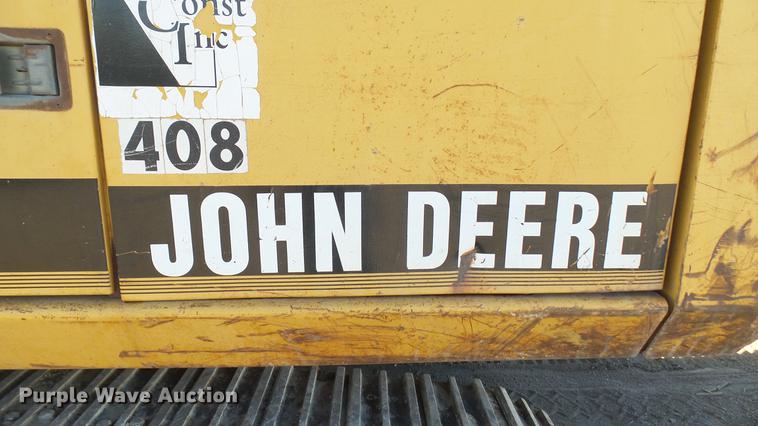 Const
Inc
408
JOHN DEERE
Purple Wave Auction